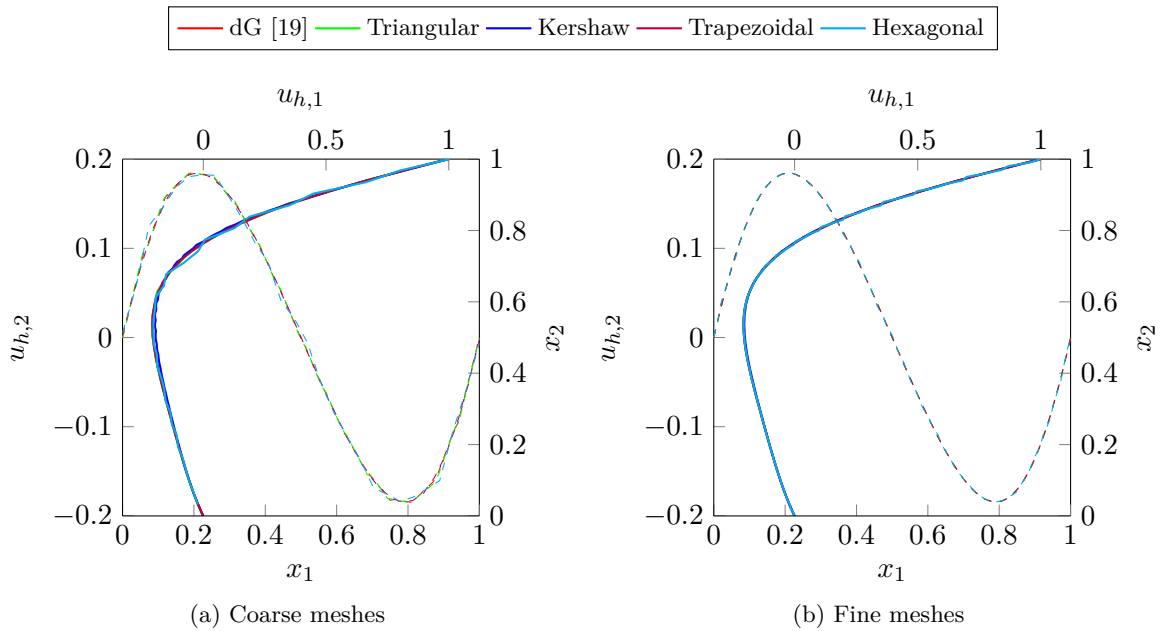 dG [19] Triangular Kershaw Trapezoidal Hexagonal
u_{h,1}
0 0.5 1
0.2
0.1
0
−0.1
−0.2
u_{h,2}
1
0.8
0.6
0.4
0.2
0
x_2
0 0.2 0.4 0.6 0.8 1
x_1
(a) Coarse meshes
u_{h,1}
0 0.5 1
0.2
0.1
0
−0.1
−0.2
u_{h,2}
1
0.8
0.6
0.4
0.2
0
x_2
0 0.2 0.4 0.6 0.8 1
x_1
(b) Fine meshes